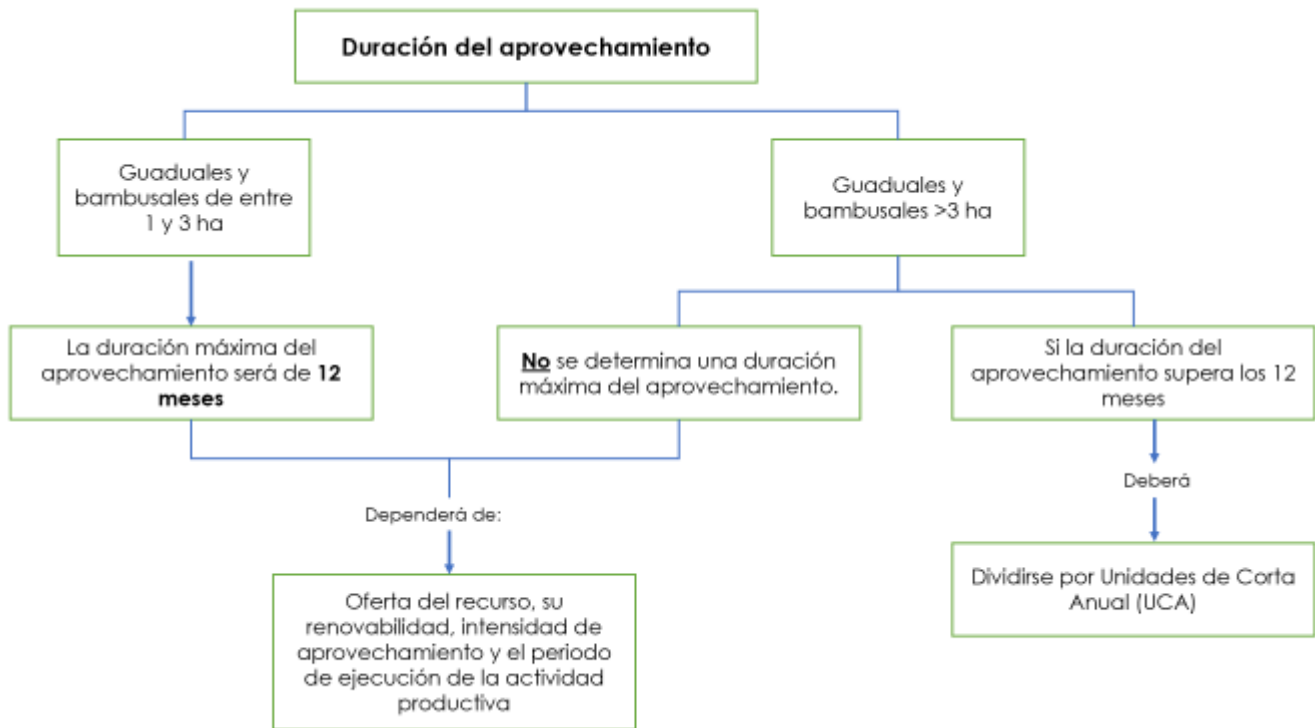 Duración del aprovechamiento
Guaduales y
bambusales de entre
1 y 3 ha
Guaduales y
bambusales >3 ha
La duración máxima del
aprovechamiento será de 12
meses
No se determina una duración
máxima del aprovechamiento.
Si la duración del
aprovechamiento supera los 12
meses
Dependerá de:
Deberá
Oferta del recurso, su
renovabilidad, intensidad de
aprovechamiento y el periodo
de ejecución de la actividad
productiva
Dividirse por Unidades de Corta
Anual (UCA)